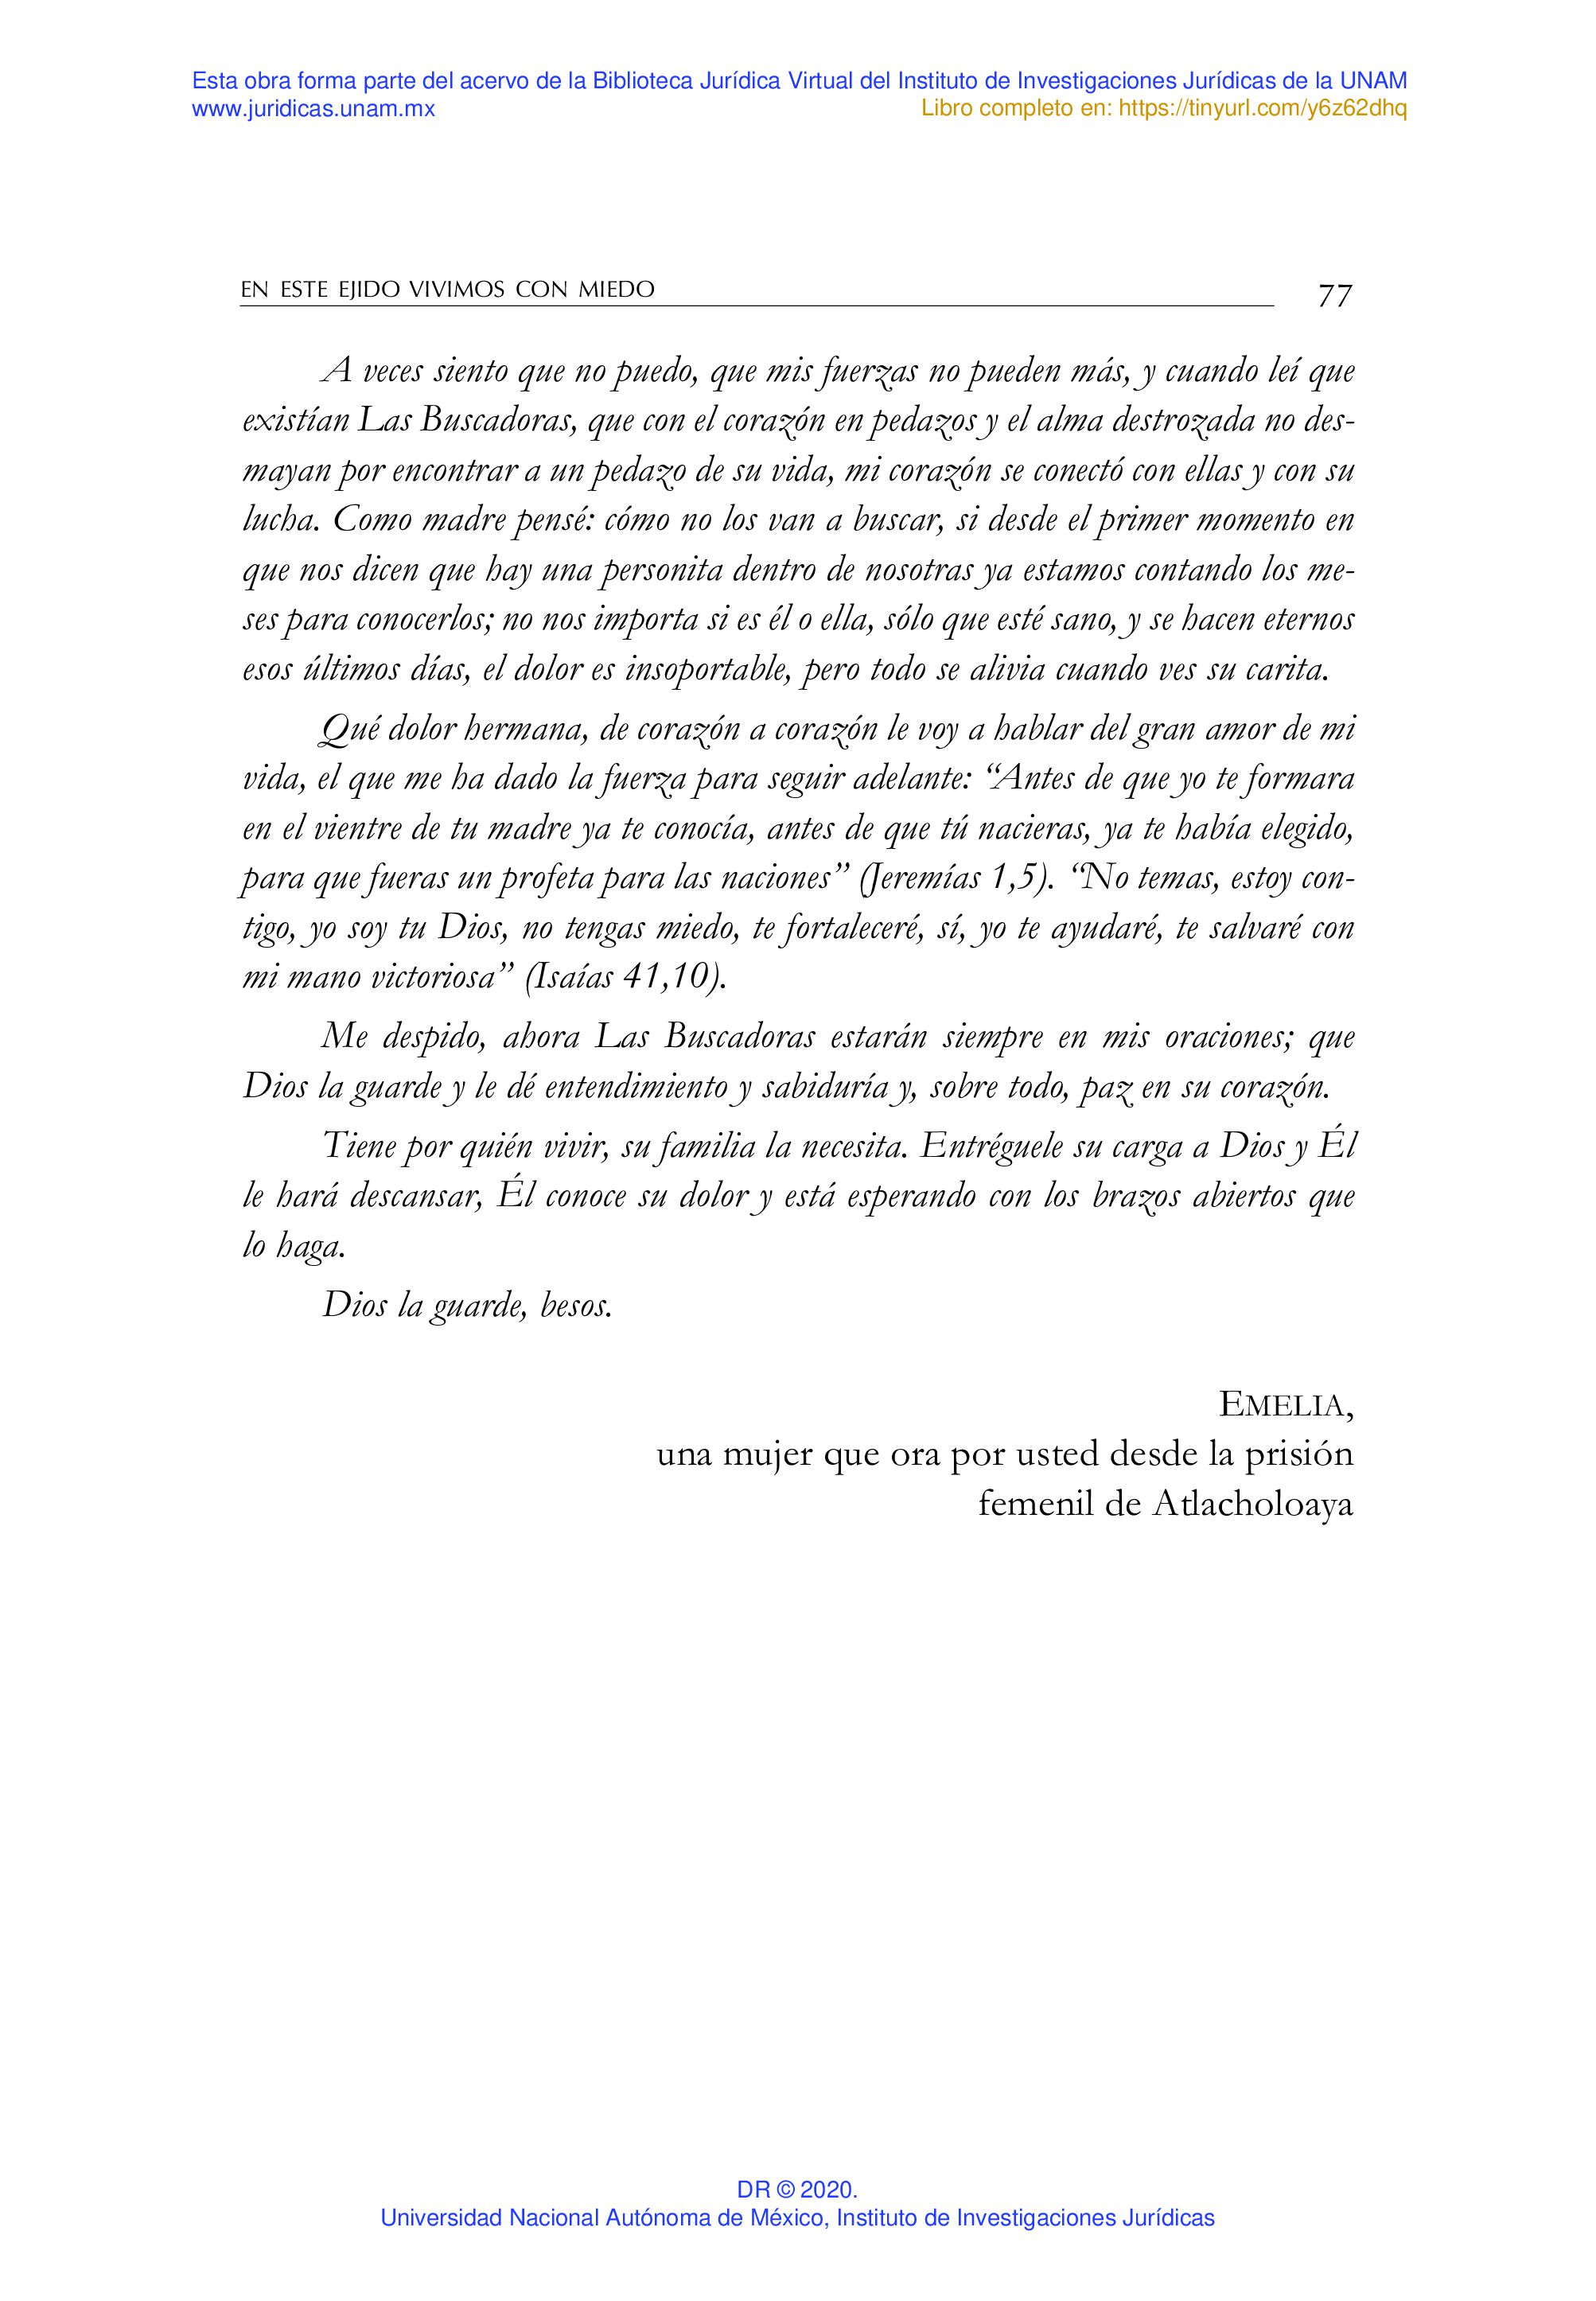 Esta obra forma parte del acervo de la Biblioteca Jurídica Virtual del Instituto de Investigaciones Jurídicas de la UNAM
www.juridicas.unam.mx
Libro completo en: https://tinyurl.com/y6z62dhq
EN ESTE EJIDO VIVIMOS CON MIEDO 77
A veces siento que no puedo, que mis fuerzas no pueden más, y cuando leí que
existían Las Buscadoras, que con el corazón en pedazos y el alma destrozada no des-
mayan por encontrar a un pedazo de su vida, mi corazón se conectó con ellas y con su
lucha. Como madre pensé: cómo no los van a buscar, si desde el primer momento en
que nos dicen que hay una personita dentro de nosotras ya estamos contando los me-
ses para conocerlos; no nos importa si es él o ella, sólo que esté sano, y se hacen eternos
esos últimos días, el dolor es insoportable, pero todo se alivia cuando ves su carita.
Qué dolor hermana, de corazón a corazón le voy a hablar del gran amor de mi
vida, el que me ha dado la fuerza para seguir adelante: “Antes de que yo te formara
en el vientre de tu madre ya te conocía, antes de que tú nacieras, ya te había elegido,
para que fueras un profeta para las naciones” (Jeremías 1,5). “No temas, estoy con-
tigo, yo soy tu Dios, no tengas miedo, te fortaleceré, sí, yo te ayudaré, te salvaré con
mi mano victoriosa” (Isaías 41,10).
Me despido, ahora Las Buscadoras estarán siempre en mis oraciones; que
Dios la guarde y le dé entendimiento y sabiduría y, sobre todo, paz en su corazón.
Tiene por quién vivir, su familia la necesita. Entréguele su carga a Dios y Él
le hará descansar, Él conoce su dolor y está esperando con los brazos abiertos que
lo haga.
Dios la guarde, besos.
EMELIA,
una mujer que ora por usted desde la prisión
femenil de Atlacholoaya
DR © 2020.
Universidad Nacional Autónoma de México, Instituto de Investigaciones Jurídicas